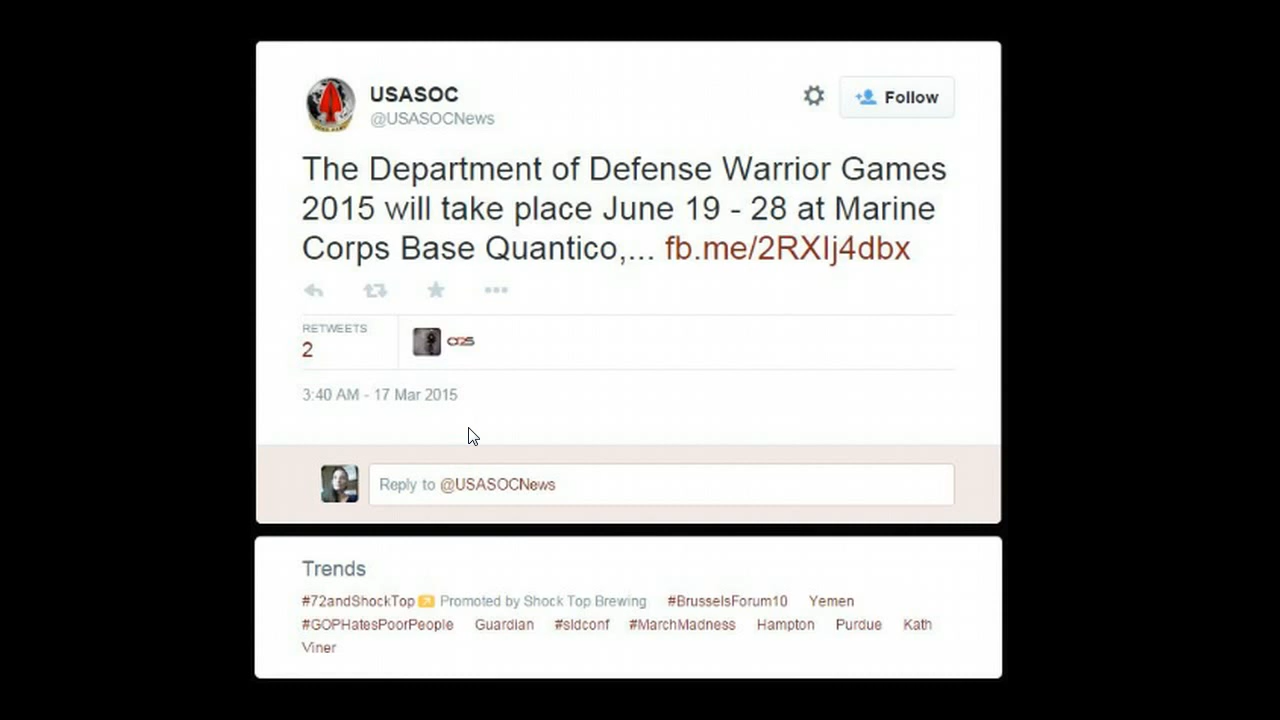 USASOC
@USASOCNews
Follow
The Department of Defense Warrior Games
2015 will take place June 19 - 28 at Marine
Corps Base Quantico,... fb.me/2RXIj4dbx
RETWEETS
2
3:40 AM - 17 Mar 2015
Reply to @USASOCNews
Trends
#72andShockTop Promoted by Shock Top Brewing #BrusselsForum10 Yemen
#GOPHatesPoorPeople Guardian #sldconf #MarchMadness Hampton Purdue Kath
Viner